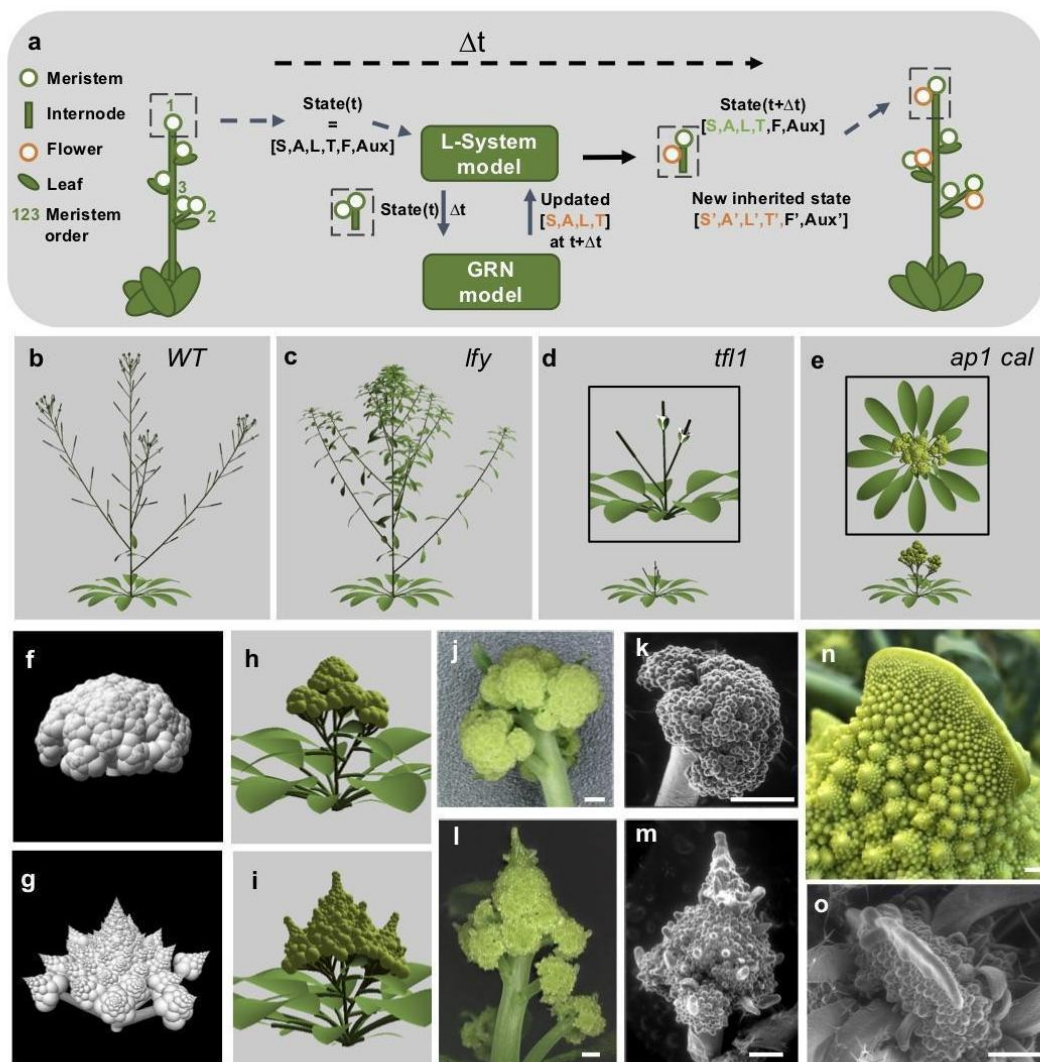 a
Δt
Meristem
Internode
Flower
Leaf
123 Meristem
order
1
3
2
State(t)
=
[S,A,L,T,F,Aux]
L-System
model
State(t)
Δt
Updated
[S,A,L,T]
at t+Δt
GRN
model
State(t+Δt)
[S,A,L,T,F,Aux]
New inherited state
[S',A',L',T',F',Aux']
b WT
c lfy
d tfl1
e ap1 cal
f
h
j
k
n
g
i
l
m
o